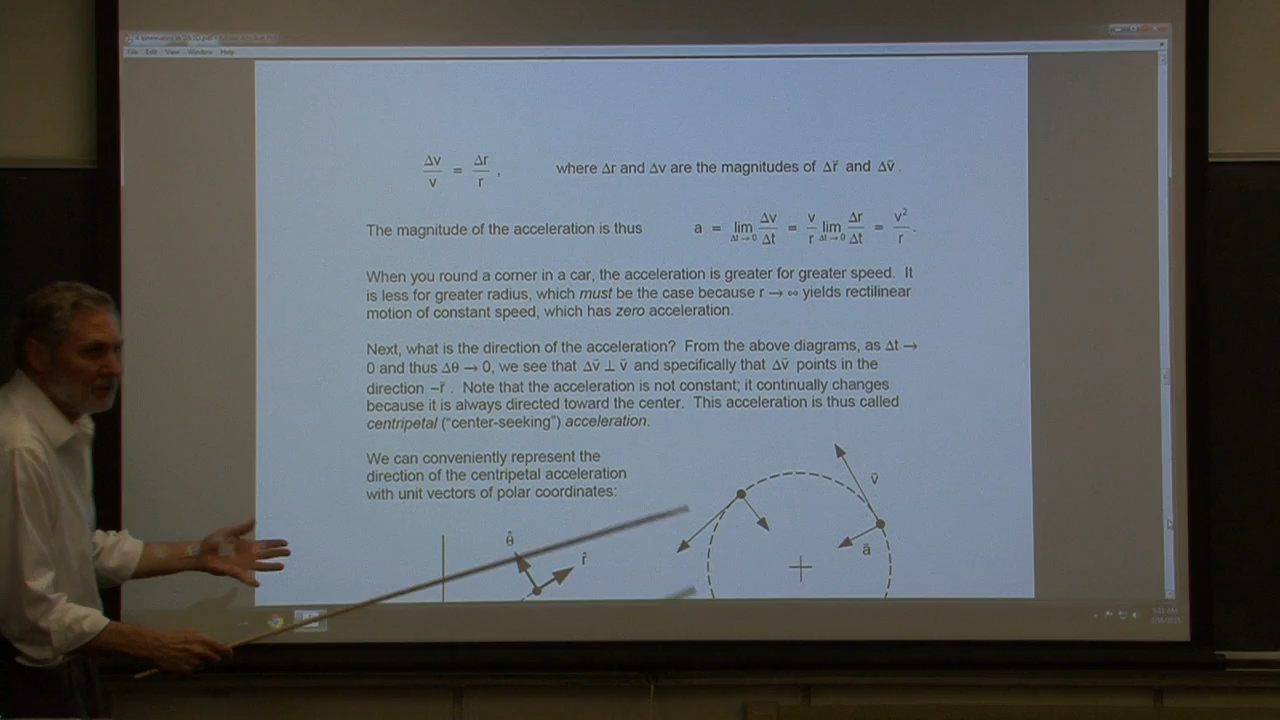 File Edit View Window Help
Δv/v = Δr/r , where Δr and Δv are the magnitudes of Δr⃗ and Δv⃗ .
The magnitude of the acceleration is thus a = lim Δt→0 Δv/Δt = v/r lim Δt→0 Δr/Δt = v²/r .
When you round a corner in a car, the acceleration is greater for greater speed. It
is less for greater radius, which must be the case because r → ∞ yields rectilinear
motion of constant speed, which has zero acceleration.
Next, what is the direction of the acceleration? From the above diagrams, as Δt →
0 and thus Δθ → 0, we see that Δv⃗ ⊥ v⃗ and specifically that Δv⃗ points in the
direction −r⃗ . Note that the acceleration is not constant; it continually changes
because it is always directed toward the center. This acceleration is thus called
centripetal (“center-seeking”) acceleration.
We can conveniently represent the
direction of the centripetal acceleration
with unit vectors of polar coordinates:
θ̂
r̂
v⃗
a⃗